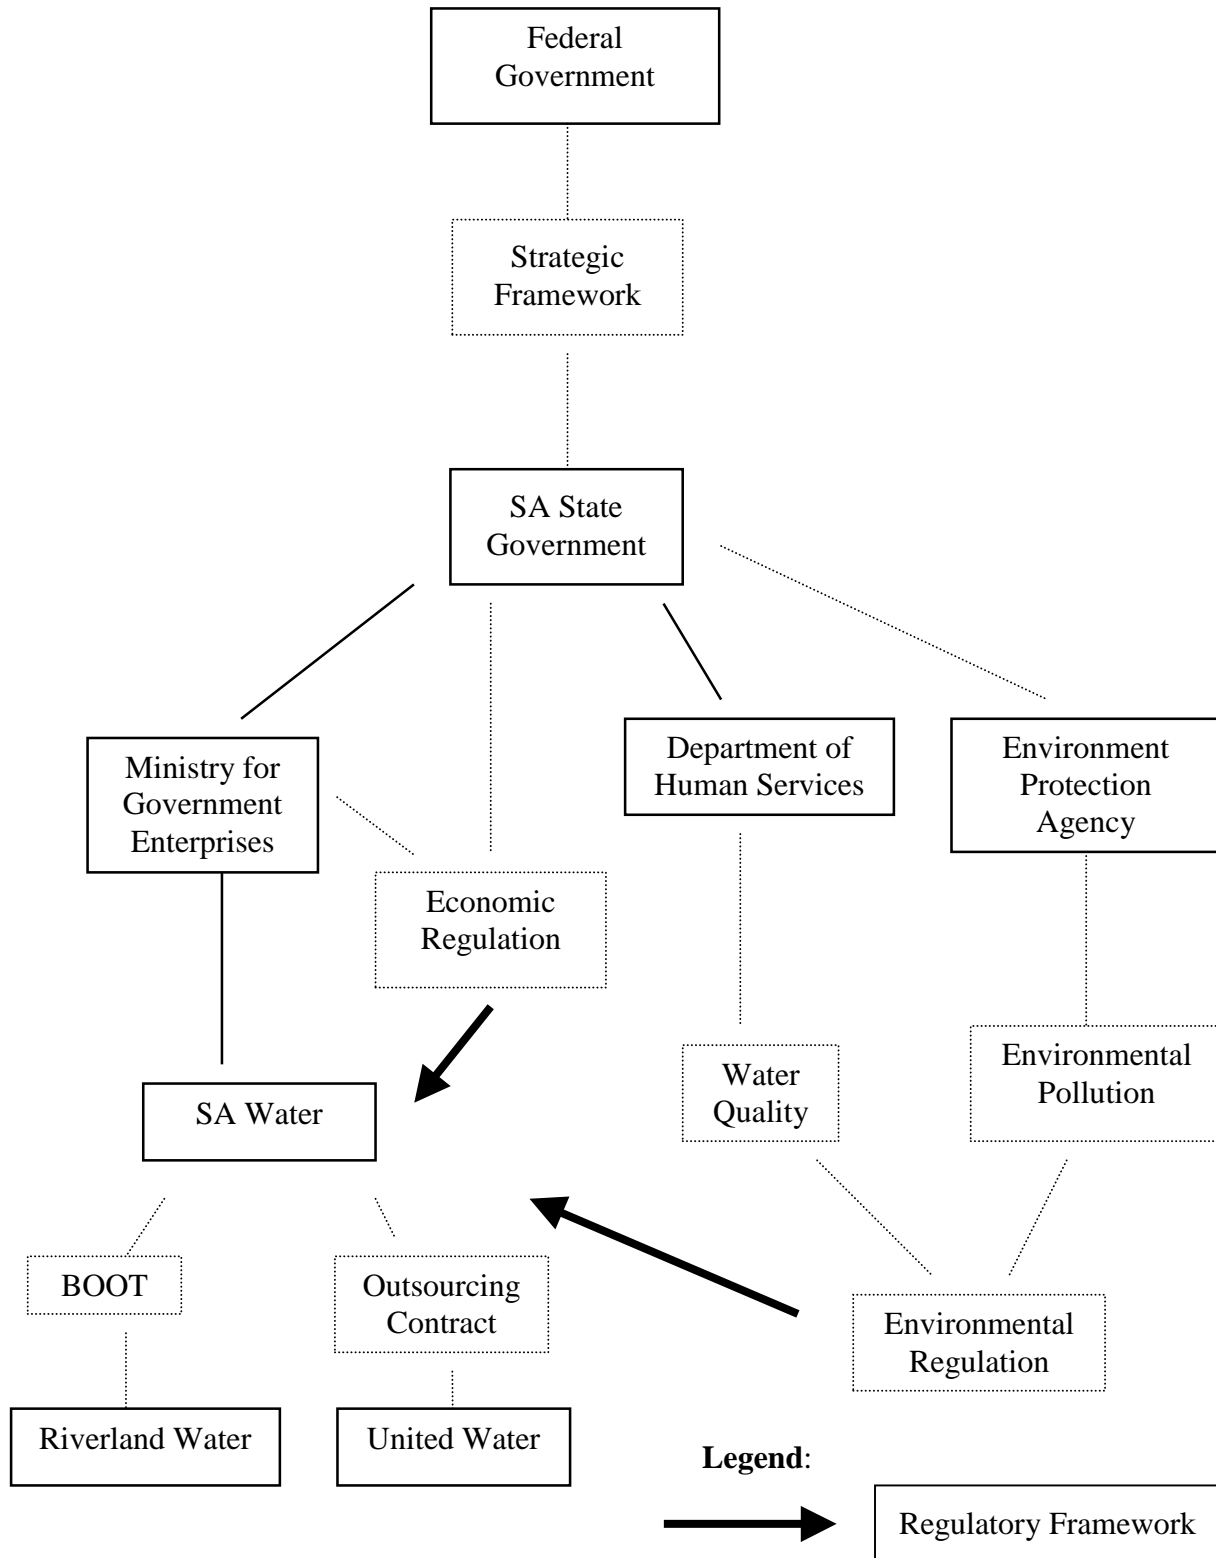 Federal
Government
Strategic
Framework
SA State
Government
Ministry for
Government
Enterprises
Department of
Human Services
Environment
Protection
Agency
Economic
Regulation
Water
Quality
Environmental
Pollution
SA Water
BOOT
Outsourcing
Contract
Environmental
Regulation
Riverland Water
United Water
Legend:
Regulatory Framework